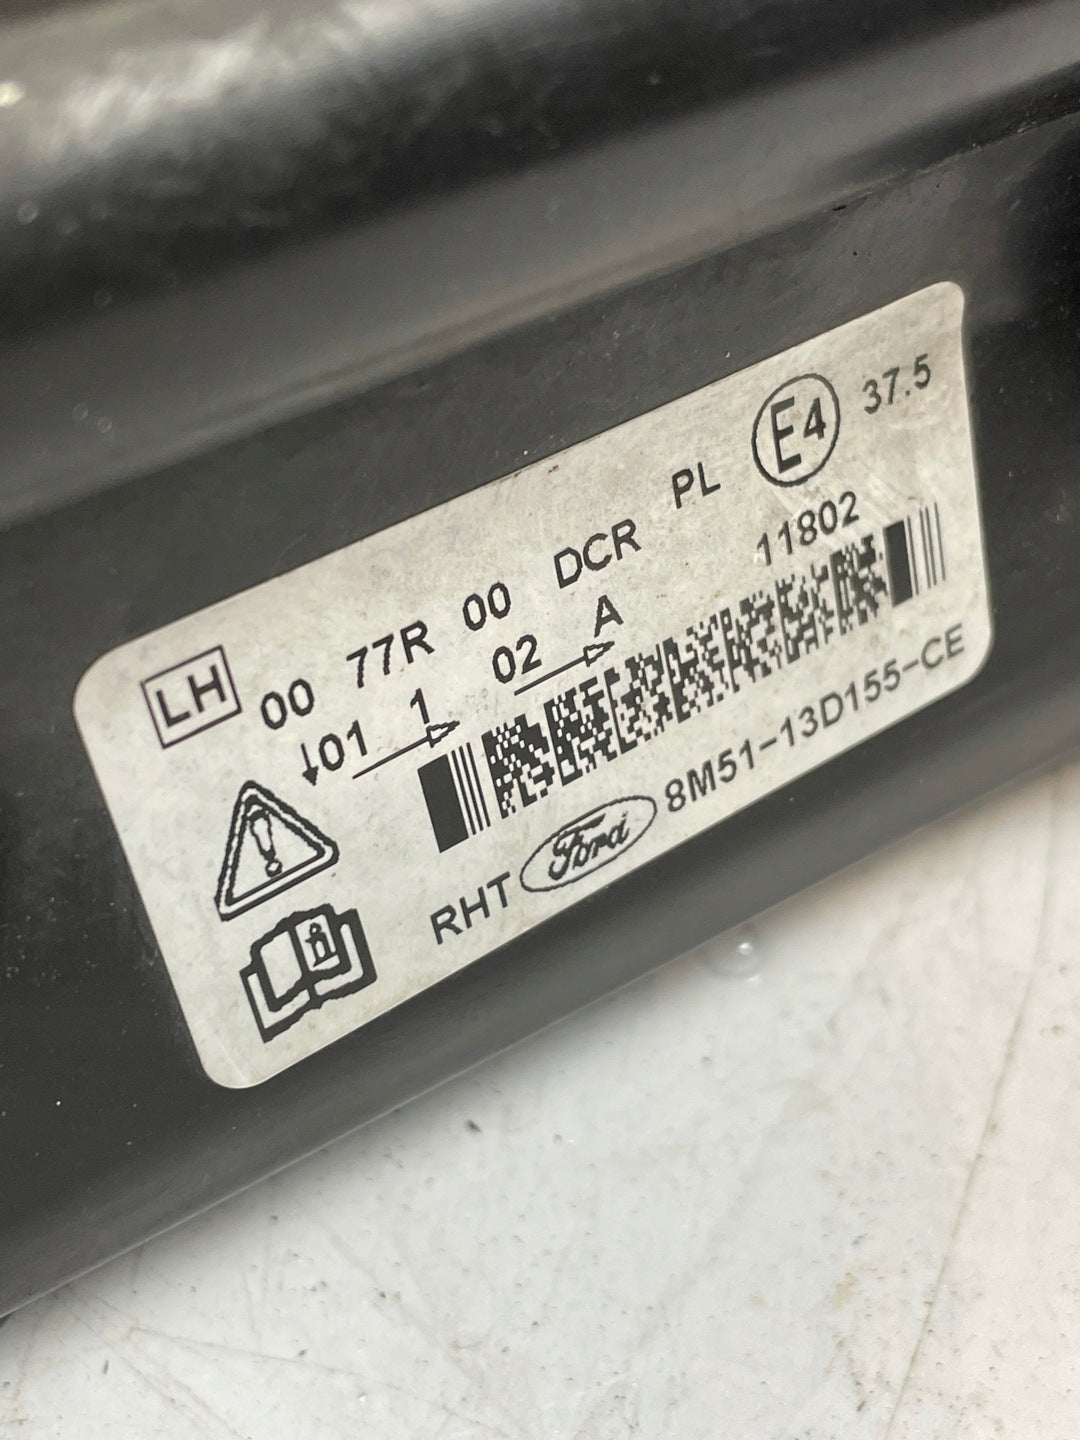 LH 00 77R 00 DCR PL E4 37.5
↓01 1 → 02 A → 11802
RHT Ford 8M51-13D155-CE